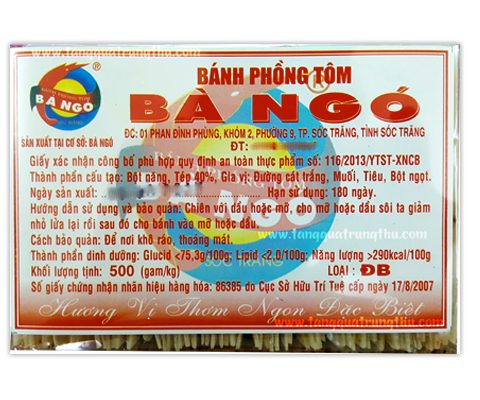 www.tangquatrungthu.com
BÁNH PHỒNG TÔM
BÀ NGÓ
R
BÀ NGÓ
SẢN XUẤT TẠI CƠ SỞ: BÀ NGÓ
ĐC: 01 PHAN ĐÌNH PHÙNG, KHÓM 2, PHƯỜNG 9, TP. SÓC TRĂNG, TỈNH SÓC TRĂNG
ĐT:
Giấy xác nhận công bố phù hợp quy định an toàn thực phẩm số: 116/2013/YTST-XNCB
Thành phần cấu tạo: Bột năng, Tép 40%, Gia vị: Đường cát trắng, Muối, Tiêu, Bột ngọt.
Ngày sản xuất: Hạn sử dụng: 180 ngày.
Hướng dẫn sử dụng và bảo quản: Chiên với dầu hoặc mỡ, cho mỡ hoặc dầu sôi ta giảm
nhỏ lửa lại rồi sau đó cho bánh vào mỡ hoặc dầu.
www.tangquatrungthu.com
Cách bảo quản: Để nơi khô ráo, thoáng mát.
Thành phần dinh dưỡng: Glucid <75,3g/100g; Lipid <2,0/100g; Năng lượng >290kcal/100g
SÓC TRĂNG
Khối lượng tịnh: 500 (gam/kg) LOẠI: ĐB
Số giấy chứng nhận nhãn hiệu hàng hóa: 86385 do Cục Sở Hữu Trí Tuệ cấp ngày 17/8/2007
Hương Vị Thơm Ngon Đặc Biệt
www.tangquatrungthu.com